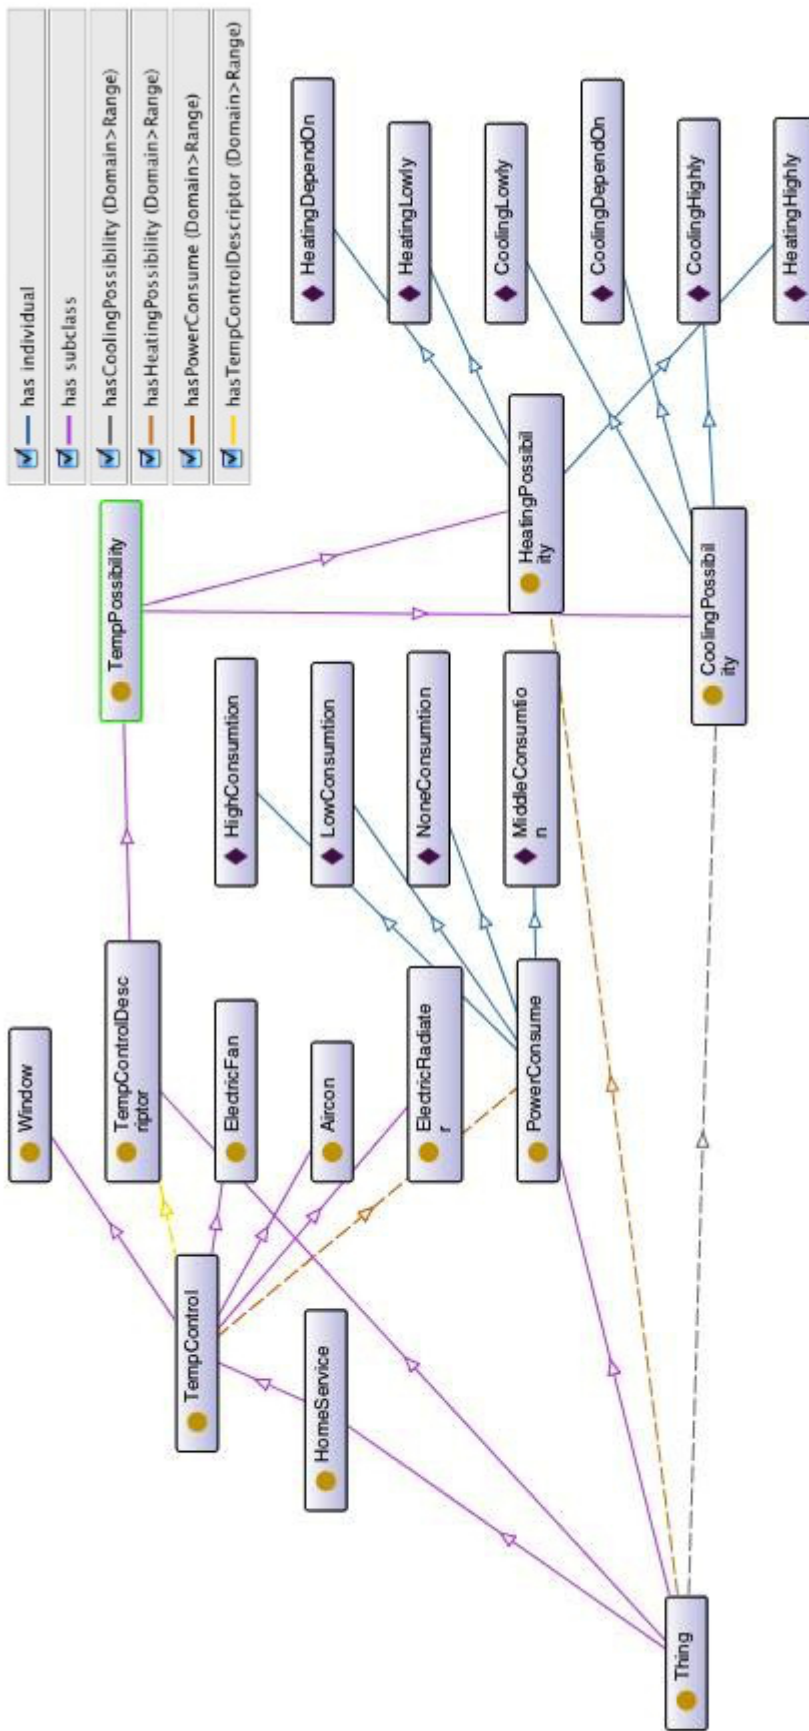 has individual
has subclass
hasCoolingPossibility (Domain>Range)
hasHeatingPossibility (Domain>Range)
hasPowerConsume (Domain>Range)
hasTempControlDescriptor (Domain>Range)
Window
TempControlDesc
riptor
TempPossibility
TempControl
ElectricFan
HighConsumtion
HomeService
Aircon
LowConsumtion
HeatingDependOn
ElectricRadiate
r
NoneConsumtion
HeatingLowly
PowerConsume
MiddleConsumtio
n
HeatingPossibil
ity
CoolingLowly
CoolingDependOn
Thing
CoolingPossibil
ity
CoolingHighly
HeatingHighly